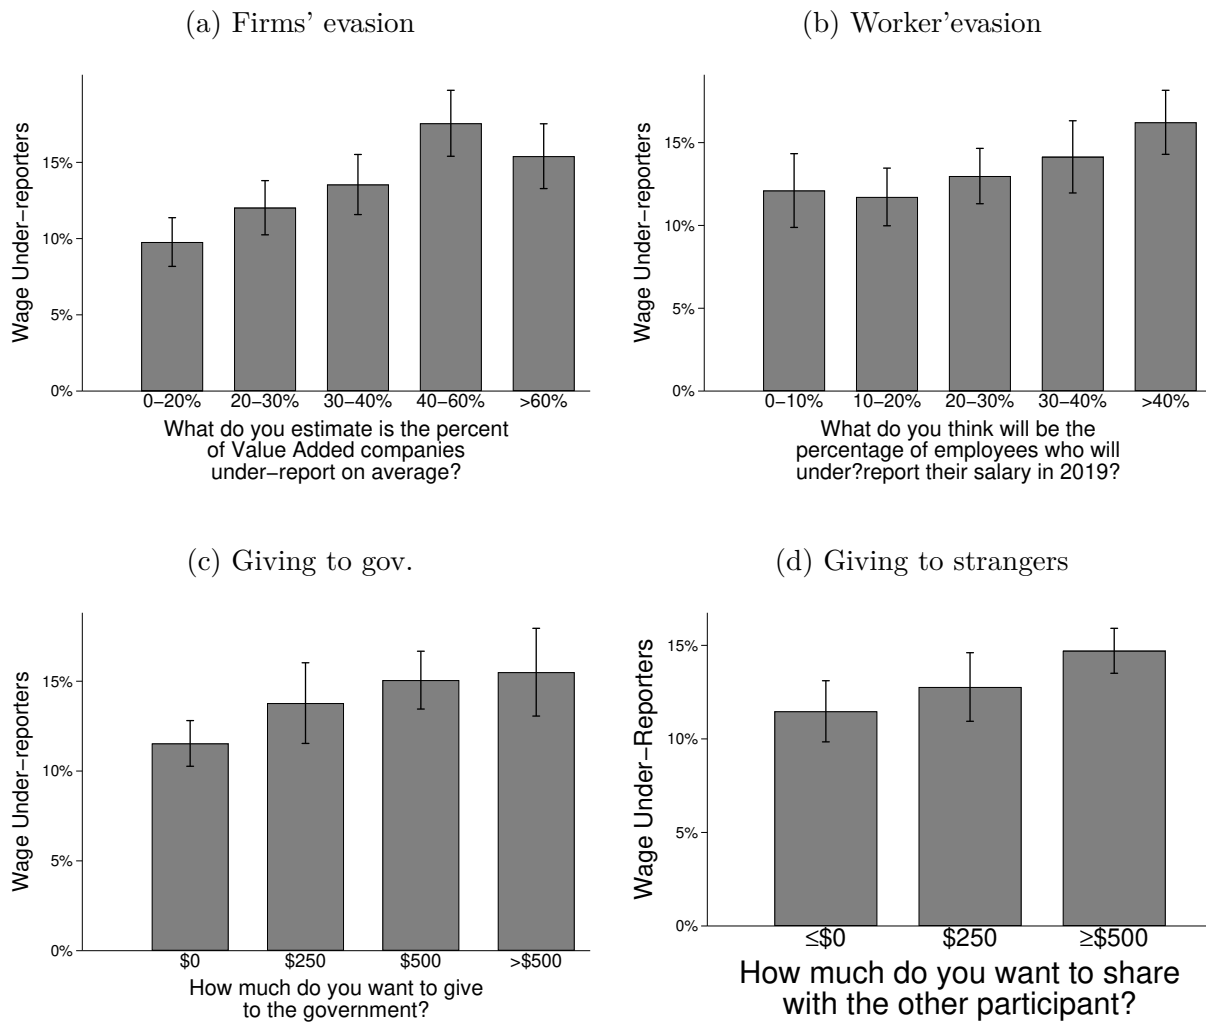 (a) Firms' evasion
Wage Under−reporters
15%
10%
5%
0%
0−20% 20−30% 30−40% 40−60% >60%
What do you estimate is the percent
of Value Added companies
under−report on average?
(b) Worker'evasion
Wage Under−reporters
15%
10%
5%
0%
0−10% 10−20% 20−30% 30−40% >40%
What do you think will be the
percentage of employees who will
under?report their salary in 2019?
(c) Giving to gov.
Wage Under−reporters
15%
10%
5%
0%
$0 $250 $500 >$500
How much do you want to give
to the government?
(d) Giving to strangers
Wage Under−Reporters
15%
10%
5%
0%
≤$0 $250 ≥$500
How much do you want to share
with the other participant?